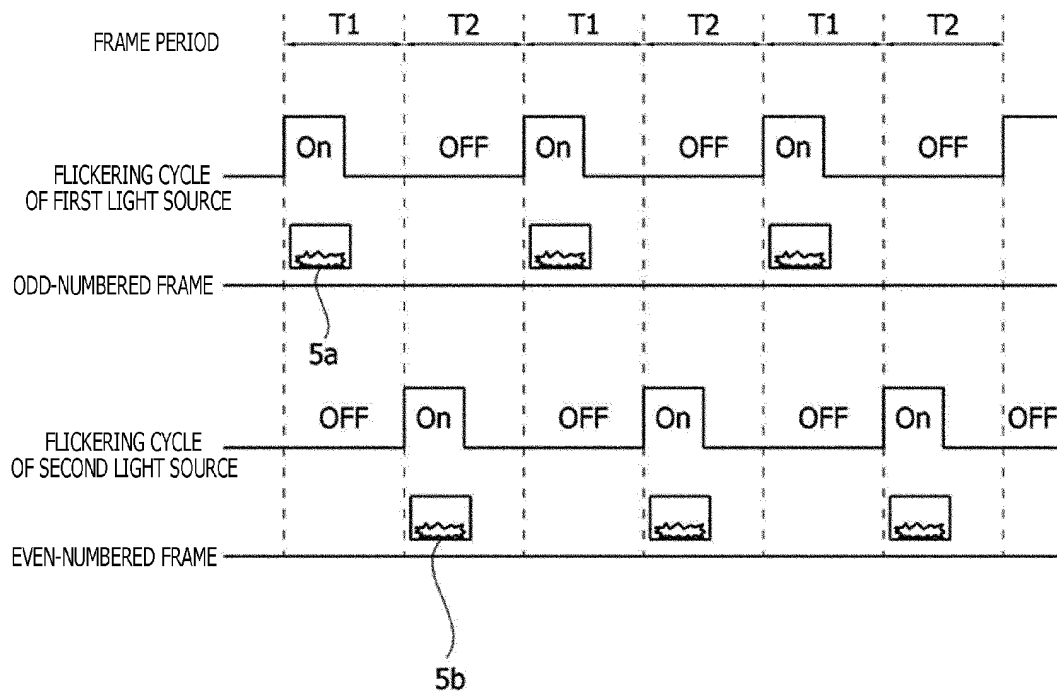 FRAME PERIOD T1 T2 T1 T2 T1 T2
On OFF On OFF On OFF
FLICKERING CYCLE
OF FIRST LIGHT SOURCE
ODD-NUMBERED FRAME
5a
OFF On OFF On OFF On OFF
FLICKERING CYCLE
OF SECOND LIGHT SOURCE
EVEN-NUMBERED FRAME
5b